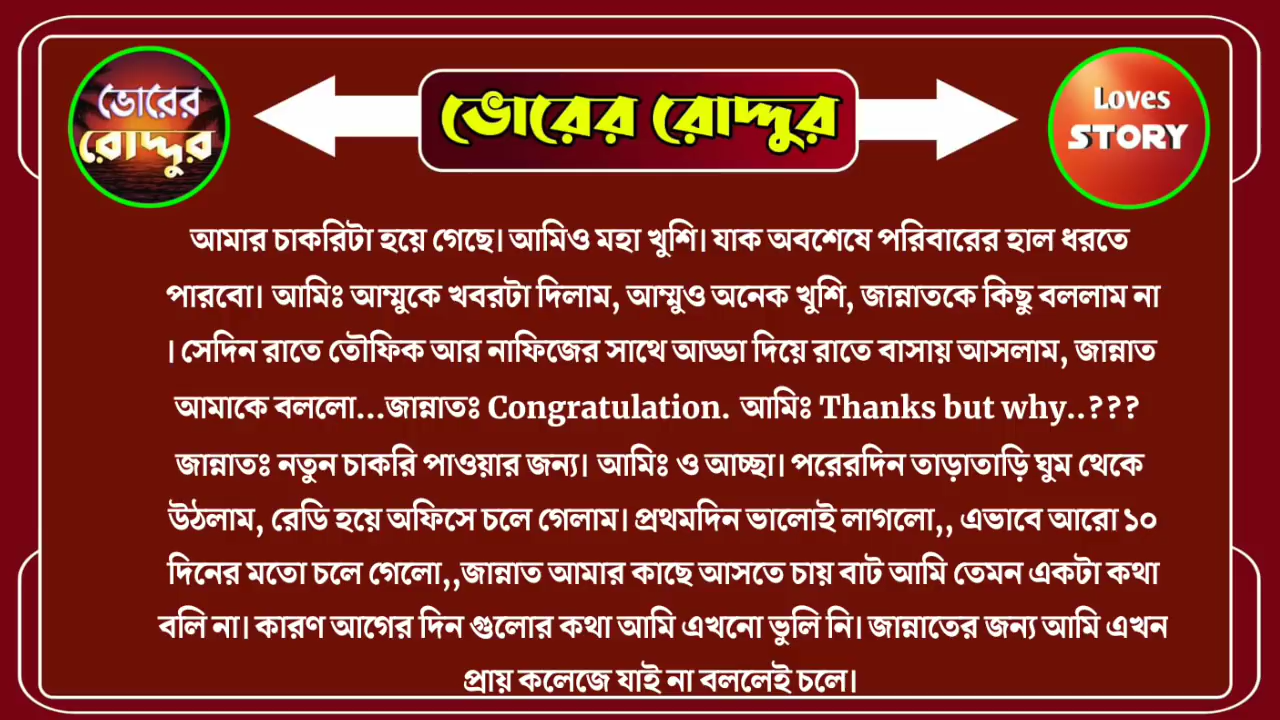 ভোরের
রোদ্দুর
ভোরের রোদ্দুর
Loves
STORY
আমার চাকরিটা হয়ে গেছে। আমিও মহা খুশি। যাক অবশেষে পরিবারের হাল ধরতে
পারবো। আমিঃ আম্মুকে খবরটা দিলাম, আম্মুও অনেক খুশি, জান্নাতকে কিছু বললাম না
। সেদিন রাতে তৌফিক আর নাফিজের সাথে আড্ডা দিয়ে রাতে বাসায় আসলাম, জান্নাত
আমাকে বললো...জান্নাতঃ Congratulation. আমিঃ Thanks but why..???
জান্নাতঃ নতুন চাকরি পাওয়ার জন্য। আমিঃ ও আচ্ছা। পরেরদিন তাড়াতাড়ি ঘুম থেকে
উঠলাম, রেডি হয়ে অফিসে চলে গেলাম। প্রথমদিন ভালোই লাগলো,, এভাবে আরো ১০
দিনের মতো চলে গেলো,,জান্নাত আমার কাছে আসতে চায় বাট আমি তেমন একটা কথা
বলি না। কারণ আগের দিন গুলোর কথা আমি এখনো ভুলি নি। জান্নাতের জন্য আমি এখন
প্রায় কলেজে যাই না বললেই চলে।